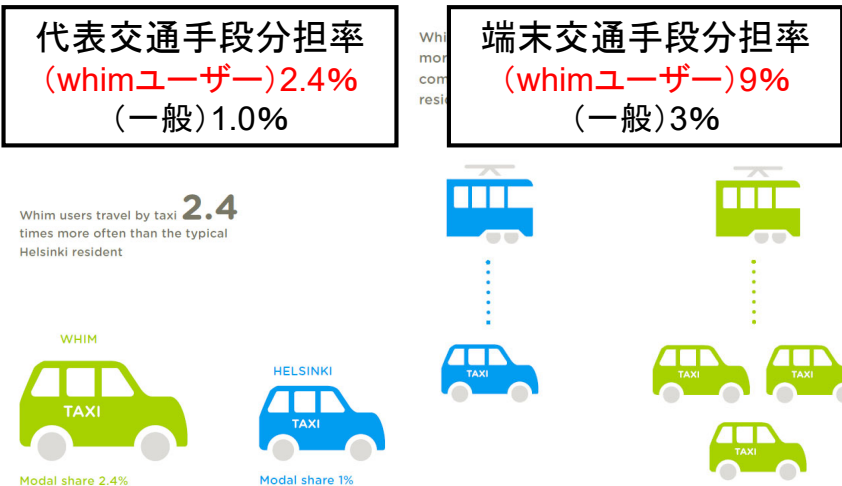 代表交通手段分担率
（whimユーザー）2.4%
（一般）1.0%
端末交通手段分担率
（whimユーザー）9%
（一般）3%
Whim users travel by taxi 2.4
times more often than the typical
Helsinki resident
WHIM
TAXI
Modal share 2.4%
HELSINKI
TAXI
Modal share 1%
TAXI
TAXI
TAXI
TAXI